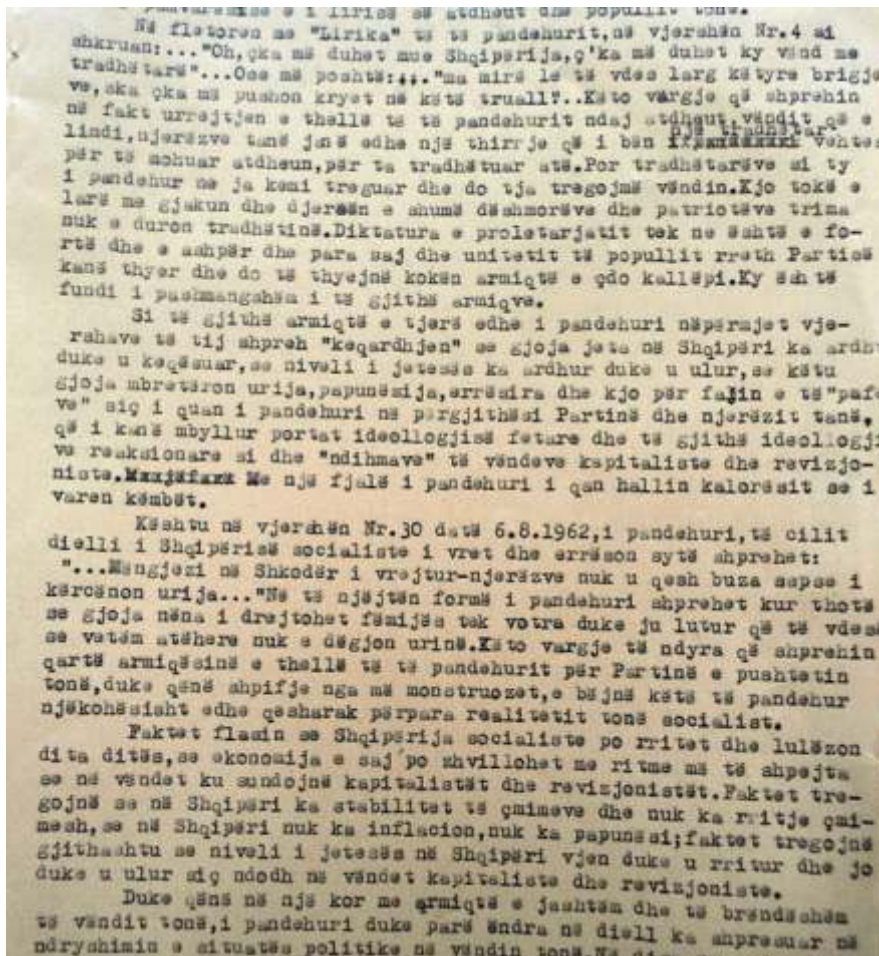 pavarësisë e i lirisë së atdheut dhe popullit tonë.
Në fletoren me "Lirika" të të pandehurit, në vjershën Nr.4 ai
shkruan:..."Oh,çka më duhet mue Shqipërija,ç'ka më duhet ky vënd me
tradhëtarë"...Ose më poshtë:..."ma mirë le të vdes larg këtyre brigje
ve,ska çka më pushon kryet në këtë truall"..Këto vargje që shprehin
në fakt urrejtjen e thellë të të pandehurit ndaj atdheut,vëndit që e
një tradhëtar
lindi,njerëzve tanë janë edhe një thirrje që i bën vehtes
për të mohuar atdheun,për ta tradhëtuar atë.Por tradhëtarëve si ty
i pandehur ne ja kemi treguar dhe do tja tregojmë vëndin.Kjo tokë e
larë me gjakun dhe djersën e shumë dëshmorëve dhe patriotëve trima
nuk e duron tradhëtinë.Diktatura e proletarjatit tek ne është e fo-
rtë dhe e ashpër dhe para saj dhe unitetit të popullit rreth Partisë
kanë thyer dhe do të thyejnë kokën armiqtë e çdo kallëpi.Ky është
fundi i pashmangshëm i të gjithë armiqve.
Si të gjithë armiqtë e tjerë edhe i pandehuri nëpërmjet vje-
rshave të tij shpreh "keqardhjen" se gjoja jeta në Shqipëri ka ardh
duke u keqësuar,se niveli i jetesës ka ardhur duke u ulur,se këtu
gjoja mbretëron urija,papunësija,errësira dhe kjo për fajin e të"pafe
ve" siç i quan i pandehuri në përgjithësi Partinë dhe njerëzit tanë,
që i kanë mbyllur portat ideollogjisë fetare dhe të gjithë ideollogji
ve reaksionare si dhe "ndihmave" të vëndeve kapitaliste dhe revizjo-
niste. Me një fjalë i pandehuri i qan hallin kalorësit se i
varen këmbët.
Kështu në vjershën Nr.30 datë 6.8.1962,i pandehuri,të cilit
dielli i Shqipërisë socialiste i vret dhe errëson sytë shprehet:
"...Mëngjezi në Shkodër i vrejtur-njerëzve nuk u qesh buza sepse i
kërcënon urija..."Në të njëjtën formë i pandehuri shprehet kur thotë
se gjoja nëna i drejtohet fëmijës tek votra duke ju lutur që të vdesë
se vetëm atëhere nuk e dëgjon urinë.Këto vargje të ndyra që shprehin
qartë armiqësinë e thellë të të pandehurit për Partinë e pushtetin
tonë,duke qënë shpifje nga më monstruozet,e bëjnë këtë të pandehur
njëkohësisht edhe qesharak përpara realitetit tonë socialist.
Faktet flasin se Shqipërija socialiste po rritet dhe lulëzon
dita ditës,se ekonomija e saj po zhvillohet me ritme më të shpejta
se në vëndet ku sundojnë kapitalistët dhe revizjonistët.Faktet tre-
gojnë se në Shqipëri ka stabilitet të çmimeve dhe nuk ka rritje çmi-
mesh,se në Shqipëri nuk ka inflacion,nuk ka papunësi;faktet tregojnë
gjithashtu se niveli i jetesës në Shqipëri vjen duke u rritur dhe jo
duke u ulur siç ndodh në vëndet kapitaliste dhe revizjoniste.
Duke qënë në një kor me armiqtë e jashtëm dhe të brëndëshëm
të vëndit tonë,i pandehuri duke parë ëndra në diell ka shpresuar në
ndryshimin e situatës politike në vëndin tonë.Në